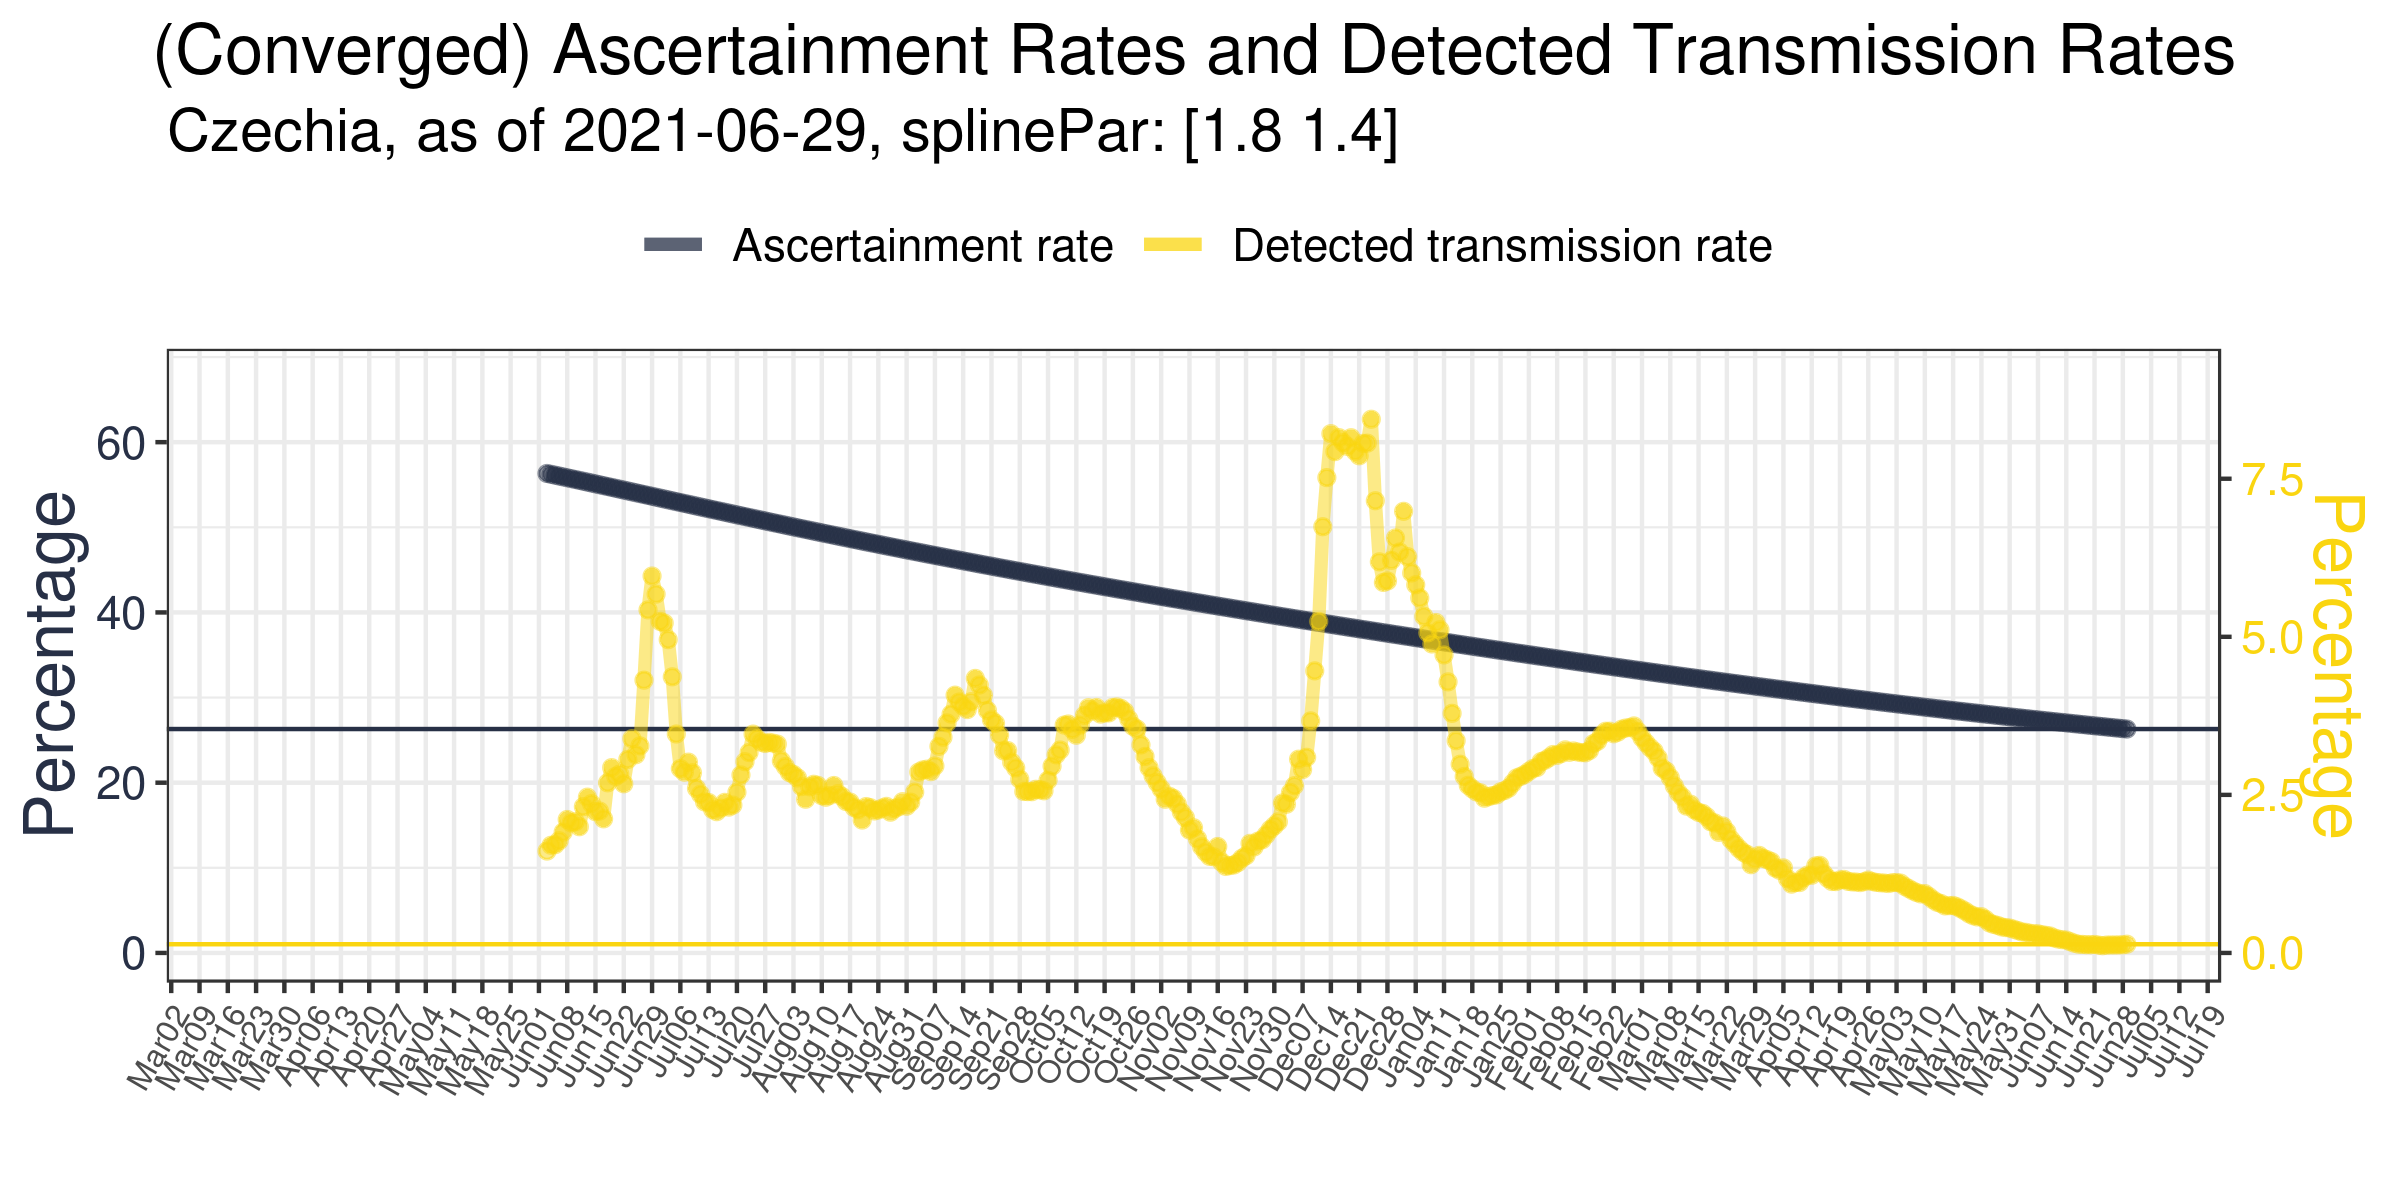 (Converged) Ascertainment Rates and Detected Transmission Rates
Czechia, as of 2021-06-29, splinePar: [1.8 1.4]
Ascertainment rate
Detected transmission rate
Percentage
60
40
20
0
7.5
5.0
2.5
0.0
Percentage
Mar02
Mar09
Mar16
Mar23
Mar30
Apr06
Apr13
Apr20
Apr27
May04
May11
May18
May25
Jun01
Jun08
Jun15
Jun22
Jun29
Jul06
Jul13
Jul20
Jul27
Aug03
Aug10
Aug17
Aug24
Aug31
Sep07
Sep14
Sep21
Sep28
Oct05
Oct12
Oct19
Oct26
Nov02
Nov09
Nov16
Nov23
Nov30
Dec07
Dec14
Dec21
Dec28
Jan04
Jan11
Jan18
Jan25
Feb01
Feb08
Feb15
Feb22
Mar01
Mar08
Mar15
Mar22
Mar29
Apr05
Apr12
Apr19
Apr26
May03
May10
May17
May24
May31
Jun07
Jun14
Jun21
Jun28
Jul05
Jul12
Jul19